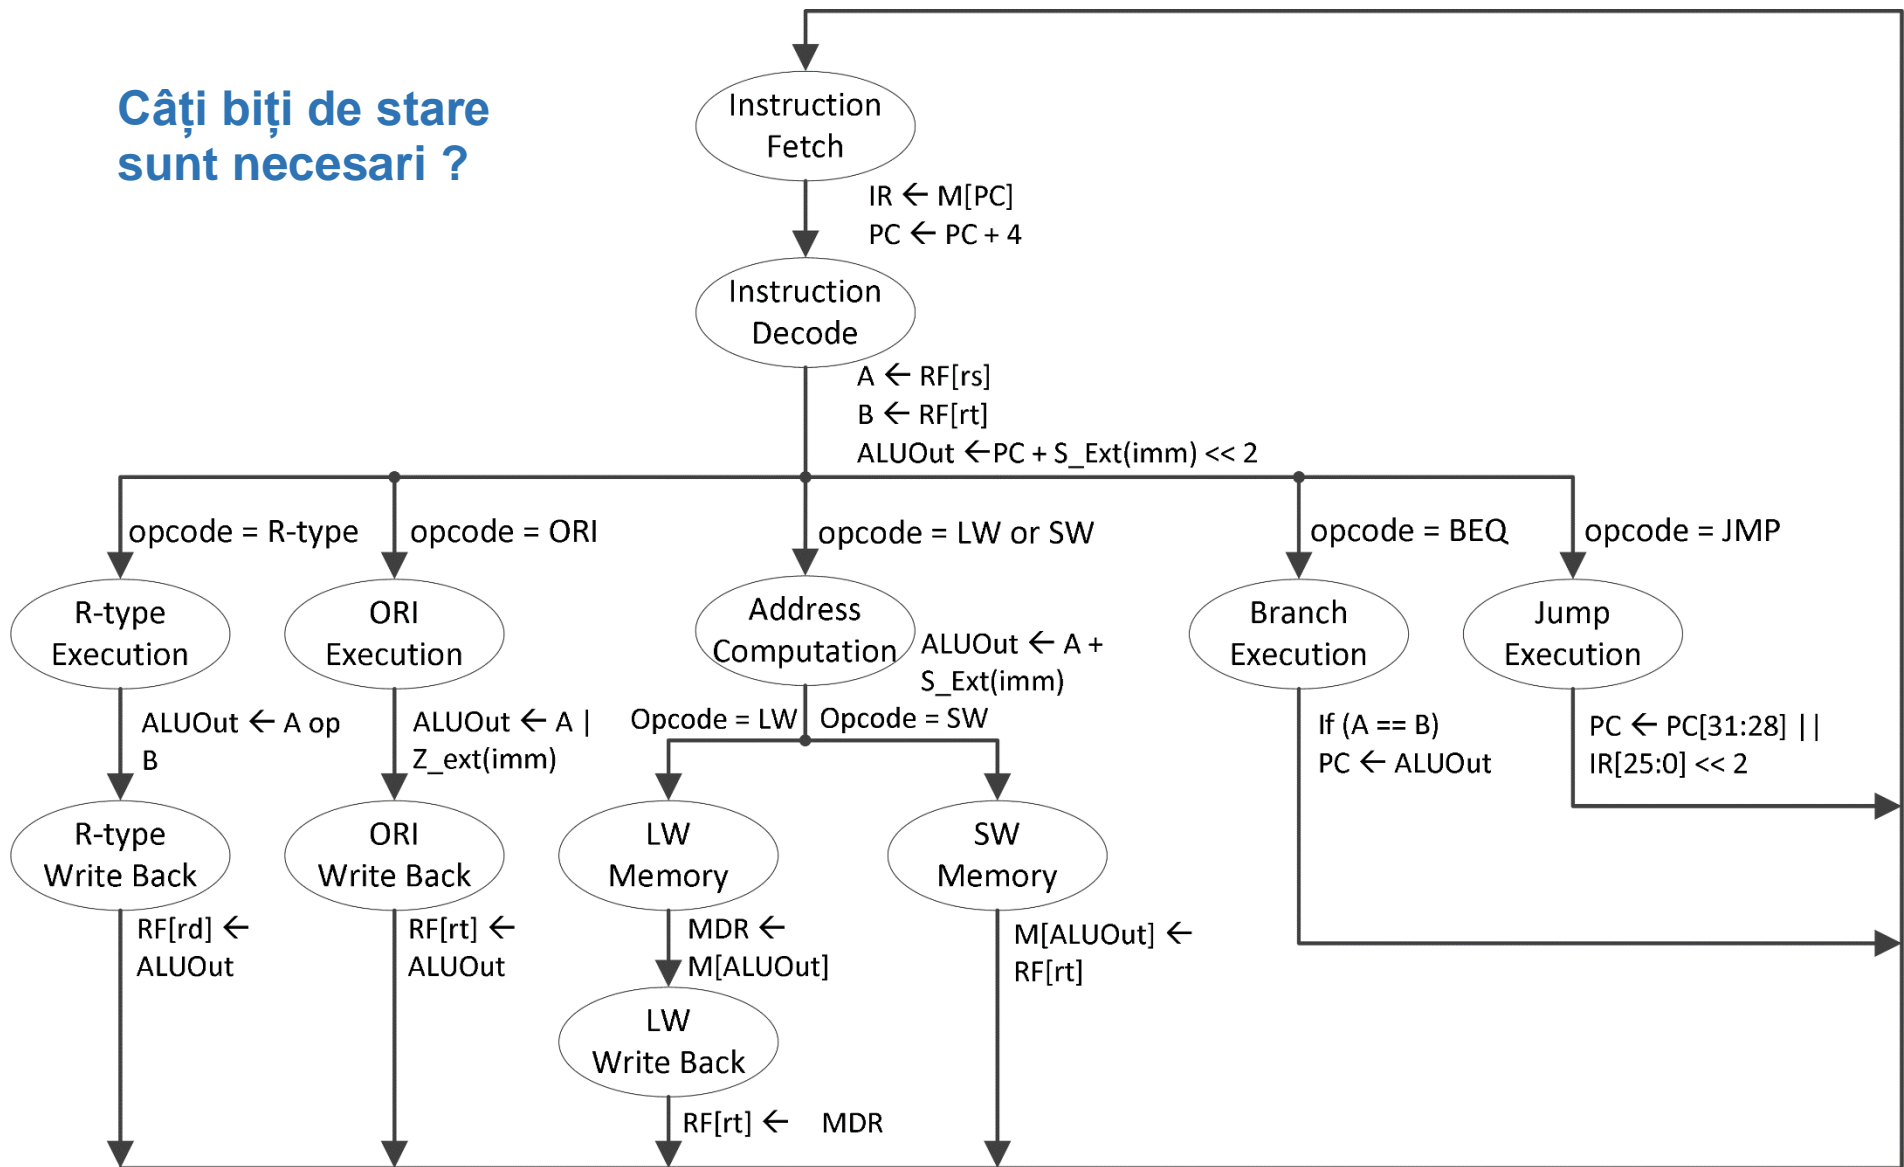 Câți biți de stare
sunt necesari ?
Instruction
Fetch
IR ← M[PC]
PC ← PC + 4
Instruction
Decode
A ← RF[rs]
B ← RF[rt]
ALUOut ←PC + S_Ext(imm) << 2
opcode = R-type
opcode = ORI
opcode = LW or SW
opcode = BEQ
opcode = JMP
R-type
Execution
ORI
Execution
Address
Computation
Branch
Execution
Jump
Execution
ALUOut ← A op
B
ALUOut ← A |
Z_ext(imm)
ALUOut ← A +
S_Ext(imm)
Opcode = LW
Opcode = SW
If (A == B)
PC ← ALUOut
PC ← PC[31:28] ||
IR[25:0] << 2
R-type
Write Back
ORI
Write Back
LW
Memory
SW
Memory
RF[rd] ←
ALUOut
RF[rt] ←
ALUOut
MDR ←
M[ALUOut]
M[ALUOut] ←
RF[rt]
LW
Write Back
RF[rt] ← MDR